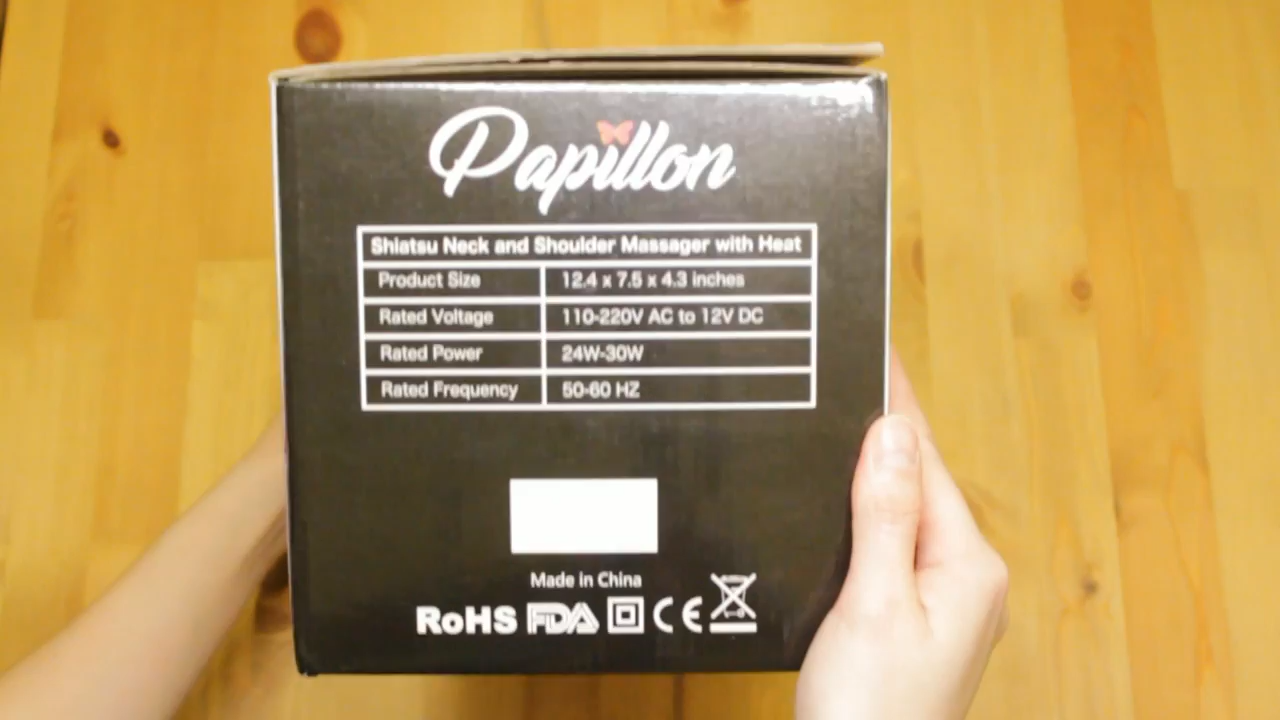 Papillon
Shiatsu Neck and Shoulder Massager with Heat
Product Size 12.4 x 7.5 x 4.3 inches
Rated Voltage 110-220V AC to 12V DC
Rated Power 24W-30W
Rated Frequency 50-60 HZ
Made in China
RoHS FDA CE